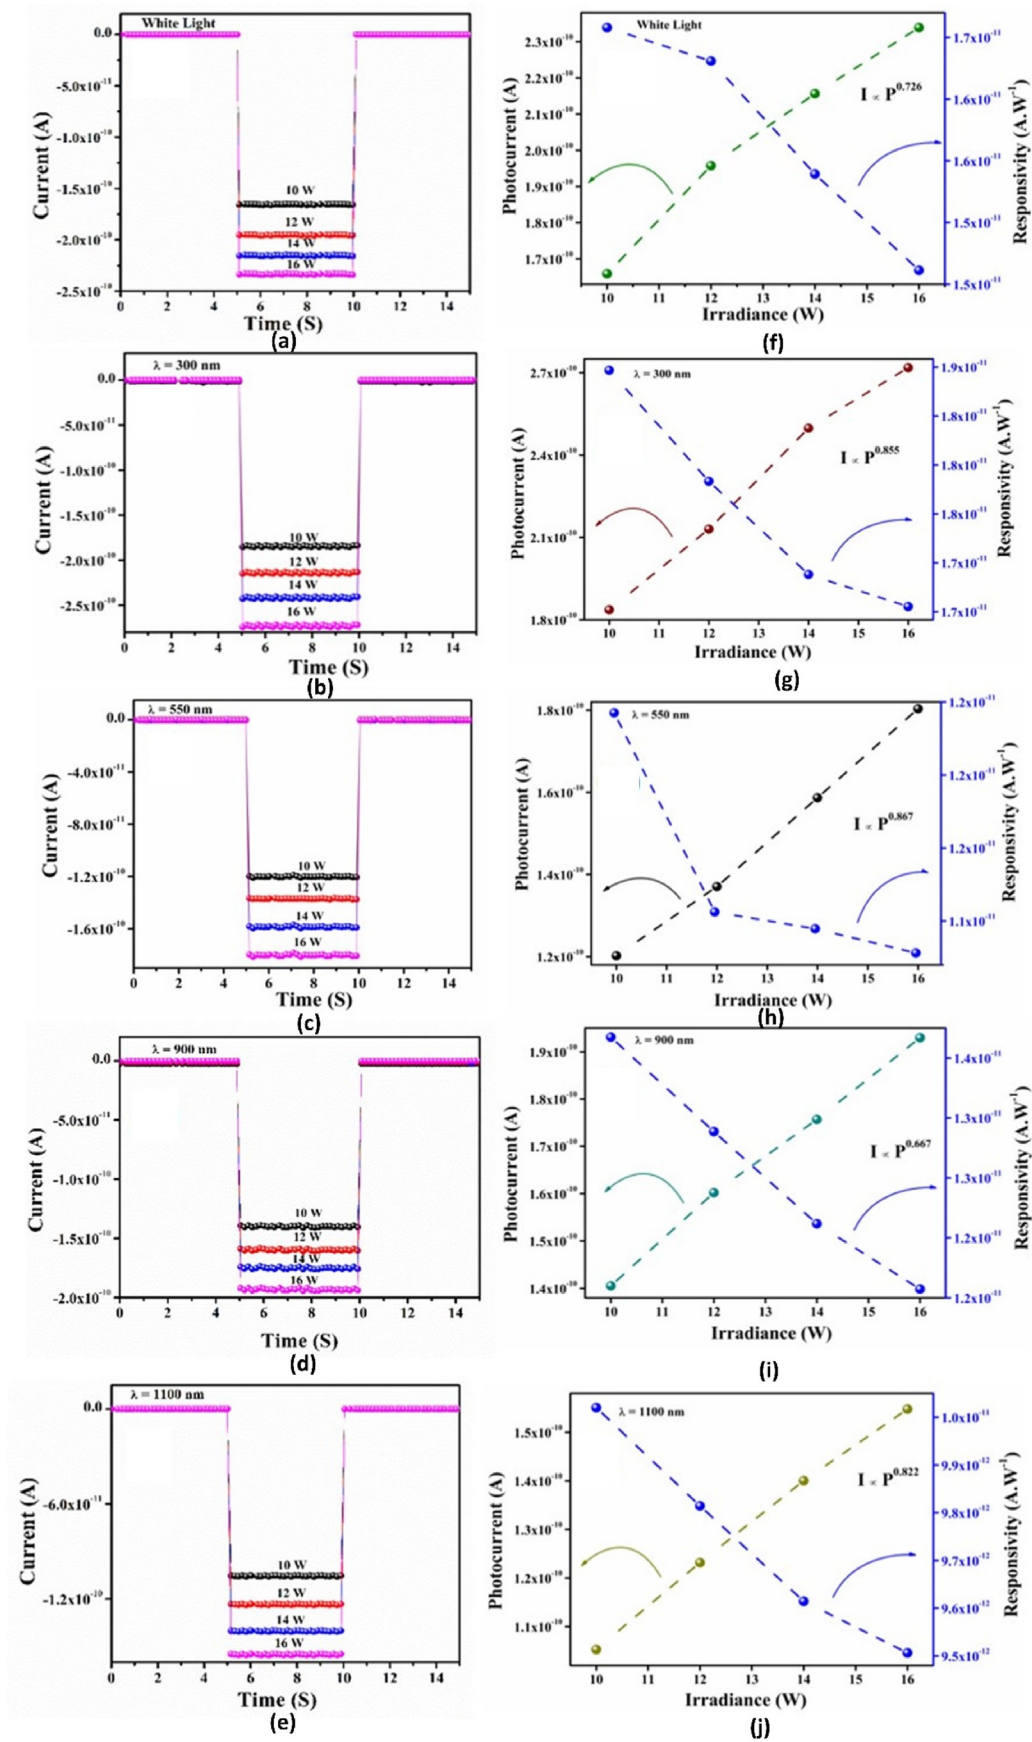 White Light
0.0
-5.0x10⁻¹¹
-1.0x10⁻¹⁰
-1.5x10⁻¹⁰
-2.0x10⁻¹⁰
-2.5x10⁻¹⁰
Current (A)
10 W
12 W
14 W
16 W
0 2 4 6 8 10 12 14
Time (S)
(a)
White Light
2.3x10⁻¹⁰
2.2x10⁻¹⁰
2.1x10⁻¹⁰
2.0x10⁻¹⁰
1.9x10⁻¹⁰
1.8x10⁻¹⁰
1.7x10⁻¹⁰
Photocurrent (A)
I ∝ P^0.726
1.7x10⁻¹¹
1.6x10⁻¹¹
1.6x10⁻¹¹
1.5x10⁻¹¹
1.5x10⁻¹¹
Responsivity (A.W⁻¹)
10 11 12 13 14 15 16
Irradiance (W)
(f)
λ = 300 nm
0.0
-5.0x10⁻¹¹
-1.0x10⁻¹⁰
-1.5x10⁻¹⁰
-2.0x10⁻¹⁰
-2.5x10⁻¹⁰
Current (A)
10 W
12 W
14 W
16 W
0 2 4 6 8 10 12 14
Time (S)
(b)
λ = 300 nm
2.7x10⁻¹⁰
2.4x10⁻¹⁰
2.1x10⁻¹⁰
1.8x10⁻¹⁰
Photocurrent (A)
I ∝ P^0.855
1.9x10⁻¹¹
1.8x10⁻¹¹
1.8x10⁻¹¹
1.8x10⁻¹¹
1.7x10⁻¹¹
1.7x10⁻¹¹
Responsivity (A.W⁻¹)
10 11 12 13 14 15 16
Irradiance (W)
(g)
λ = 550 nm
0.0
-4.0x10⁻¹¹
-8.0x10⁻¹¹
-1.2x10⁻¹⁰
-1.6x10⁻¹⁰
Current (A)
10 W
12 W
14 W
16 W
0 2 4 6 8 10 12 14
Time (S)
(c)
λ = 550 nm
1.8x10⁻¹⁰
1.6x10⁻¹⁰
1.4x10⁻¹⁰
1.2x10⁻¹⁰
Photocurrent (A)
I ∝ P^0.867
1.2x10⁻¹¹
1.2x10⁻¹¹
1.2x10⁻¹¹
1.1x10⁻¹¹
Responsivity (A.W⁻¹)
10 11 12 13 14 15 16
Irradiance (W)
(h)
λ = 900 nm
0.0
-5.0x10⁻¹¹
-1.0x10⁻¹⁰
-1.5x10⁻¹⁰
-2.0x10⁻¹⁰
Current (A)
10 W
12 W
14 W
16 W
0 2 4 6 8 10 12 14
Time (S)
(d)
λ = 900 nm
1.9x10⁻¹⁰
1.8x10⁻¹⁰
1.7x10⁻¹⁰
1.6x10⁻¹⁰
1.5x10⁻¹⁰
1.4x10⁻¹⁰
Photocurrent (A)
I ∝ P^0.667
1.4x10⁻¹¹
1.3x10⁻¹¹
1.3x10⁻¹¹
1.2x10⁻¹¹
1.2x10⁻¹¹
Responsivity (A.W⁻¹)
10 11 12 13 14 15 16
Irradiance (W)
(i)
λ = 1100 nm
0.0
-6.0x10⁻¹¹
-1.2x10⁻¹⁰
Current (A)
10 W
12 W
14 W
16 W
0 2 4 6 8 10 12 14
Time (S)
(e)
λ = 1100 nm
1.5x10⁻¹⁰
1.4x10⁻¹⁰
1.3x10⁻¹⁰
1.2x10⁻¹⁰
1.1x10⁻¹⁰
Photocurrent (A)
I ∝ P^0.822
1.0x10⁻¹¹
9.9x10⁻¹²
9.8x10⁻¹²
9.7x10⁻¹²
9.6x10⁻¹²
9.5x10⁻¹²
Responsivity (A.W⁻¹)
10 11 12 13 14 15 16
Irradiance (W)
(j)